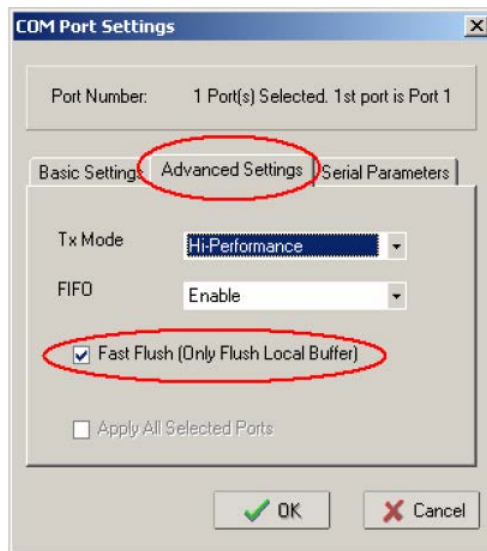 COM Port Settings
Port Number: 1 Port(s) Selected. 1st port is Port 1
Basic Settings Advanced Settings Serial Parameters
Tx Mode Hi-Performance
FIFO Enable
Fast Flush (Only Flush Local Buffer)
Apply All Selected Ports
OK Cancel